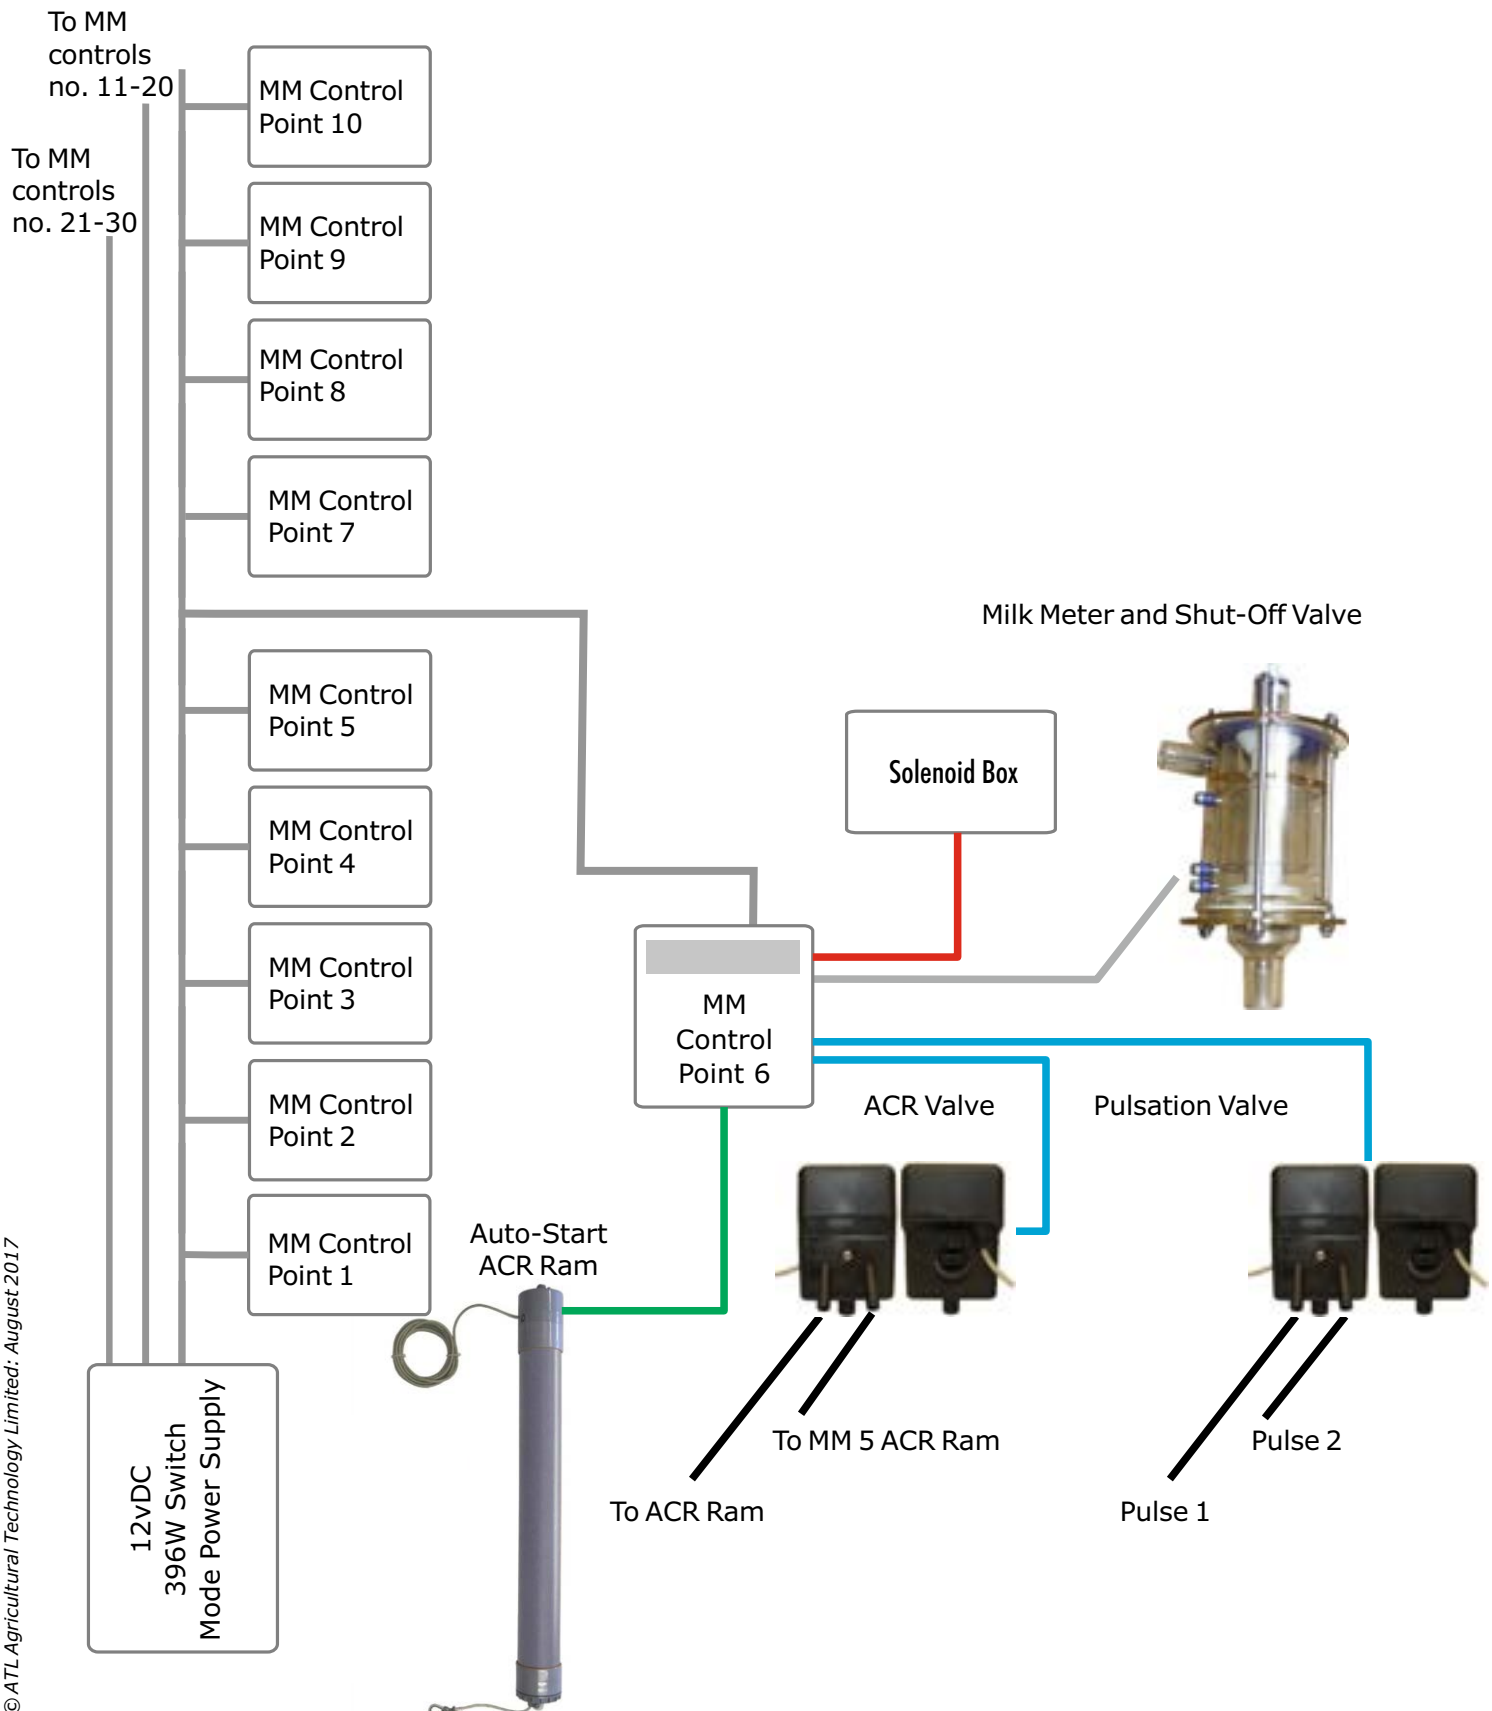 To MM
controls
no. 11-20
To MM
controls
no. 21-30
MM Control
Point 10
MM Control
Point 9
MM Control
Point 8
MM Control
Point 7
MM Control
Point 5
MM Control
Point 4
MM Control
Point 3
MM Control
Point 2
MM Control
Point 1
Milk Meter and Shut-Off Valve
Solenoid Box
MM
Control
Point 6
ACR Valve
Pulsation Valve
Auto-Start
ACR Ram
To MM 5 ACR Ram
To ACR Ram
Pulse 2
Pulse 1
12vDC
396W Switch
Mode Power Supply
© ATL Agricultural Technology Limited: August 2017